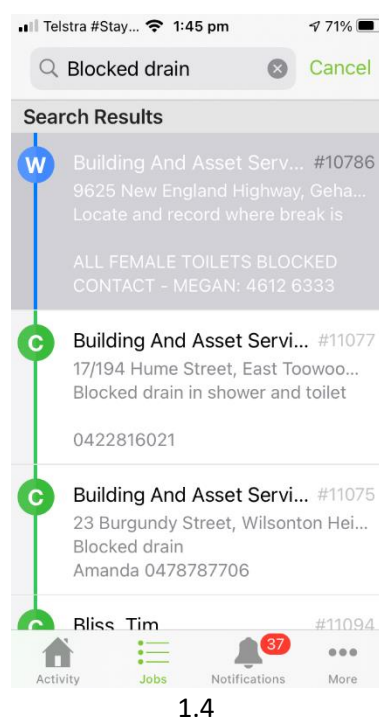 Telstra #Stay... 1:45 pm 71%
Blocked drain Cancel
Search Results
W Building And Asset Serv... #10786
9625 New England Highway, Geha...
Locate and record where break is
ALL FEMALE TOILETS BLOCKED
CONTACT - MEGAN: 4612 6333
C Building And Asset Servi... #11077
17/194 Hume Street, East Toowoo...
Blocked drain in shower and toilet
0422816021
C Building And Asset Servi... #11075
23 Burgundy Street, Wilsonton Hei...
Blocked drain
Amanda 0478787706
C Bliss, Tim #11094
37
Activity Jobs Notifications More
1.4